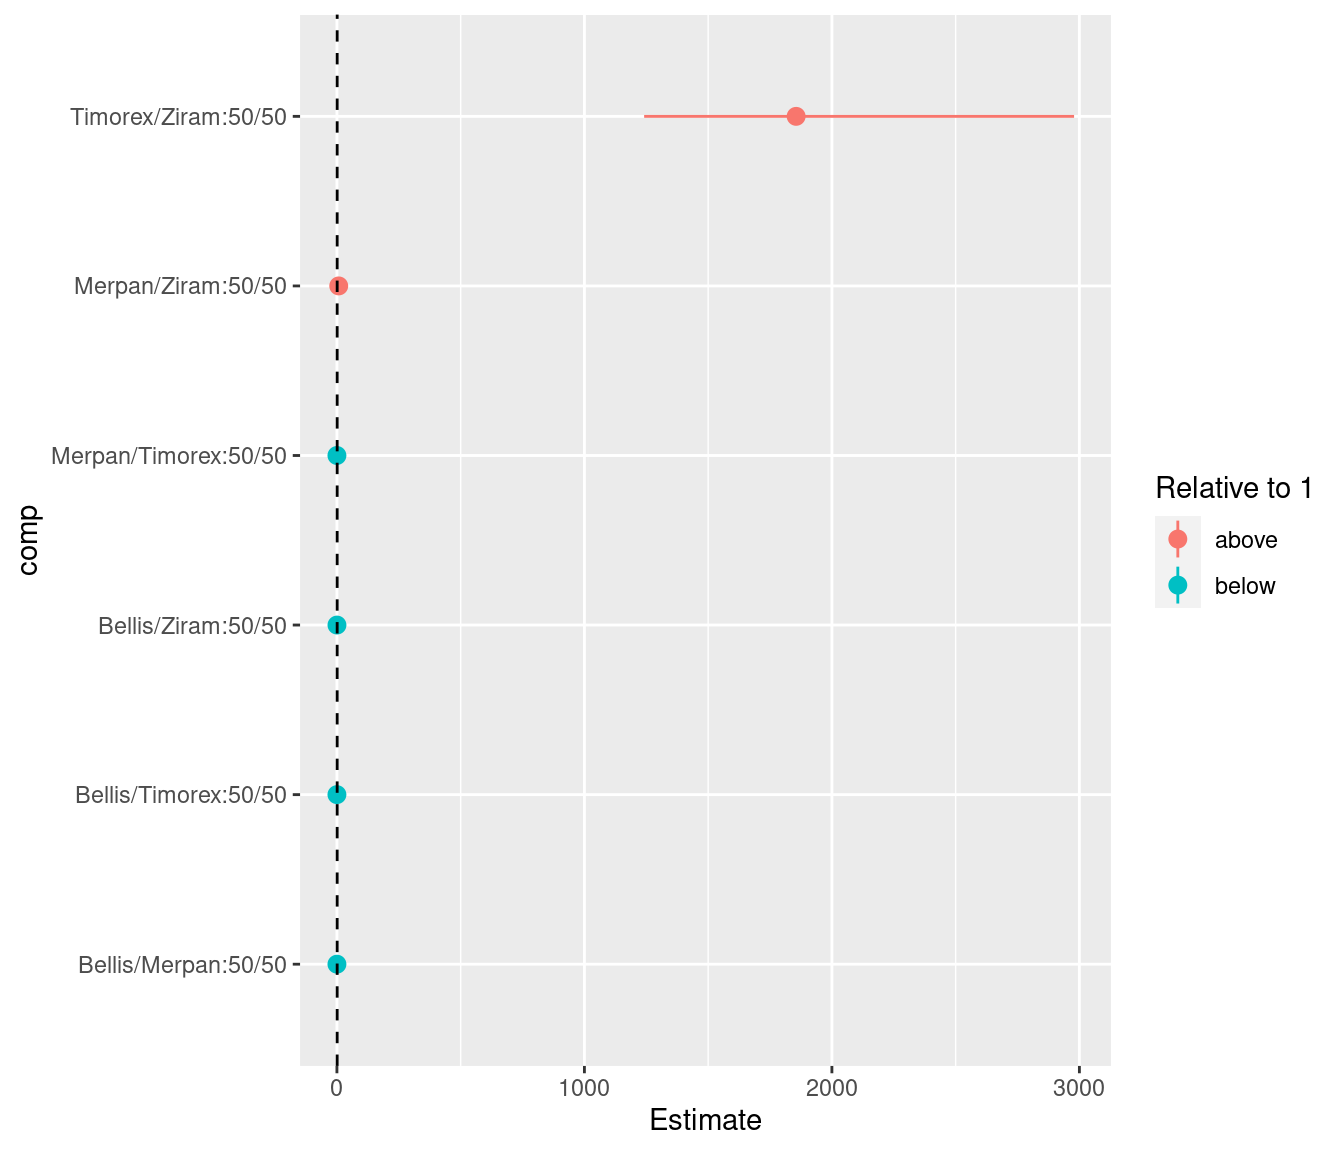 Timorex/Ziram:50/50
Merpan/Ziram:50/50
Merpan/Timorex:50/50
Bellis/Ziram:50/50
Bellis/Timorex:50/50
Bellis/Merpan:50/50
comp
0 1000 2000 3000
Estimate
Relative to 1
above
below